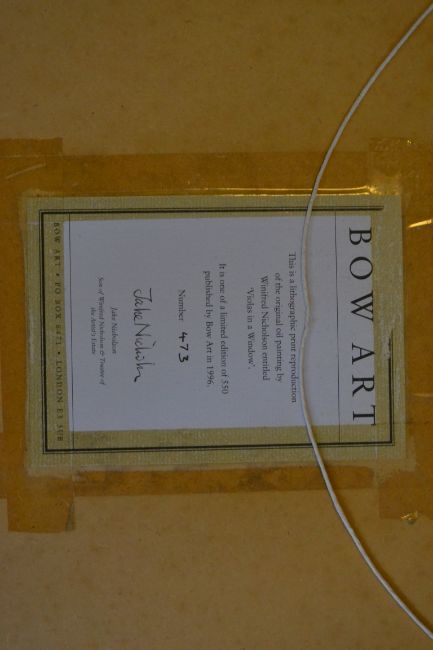 BOW ART
This is a lithographic print reproduction
of the original oil painting by
Winifred Nicholson entitled
'Violas in a Window'.
It is one of a limited edition of 550
published by Bow Art in 1996,
Number 473
Jake Nicholson
Jake Nicholson
Son of Winifred Nicholson & Trustee of
the Artist's Estate
BOW ART • PO BOX 8471 • LONDON E3 5UB